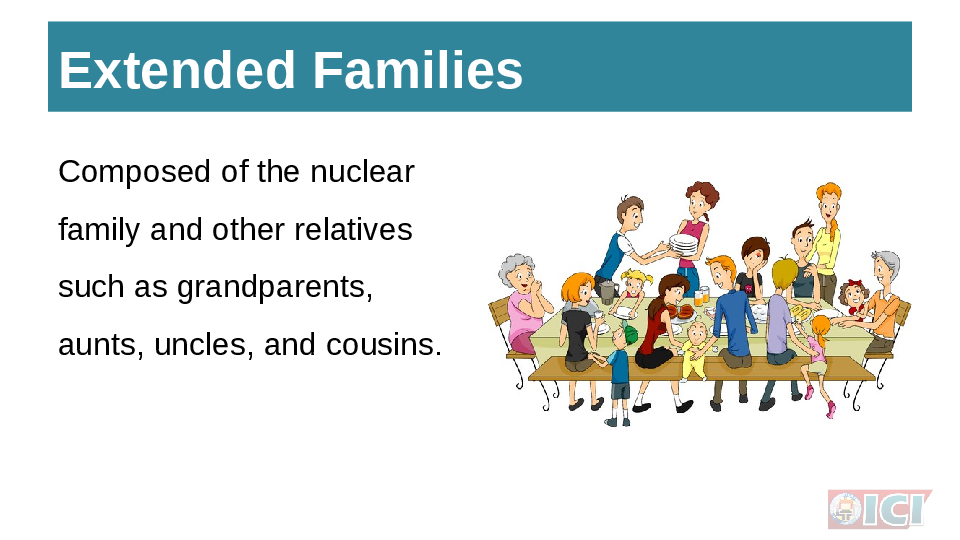 Extended Families
Composed of the nuclear
family and other relatives
such as grandparents,
aunts, uncles, and cousins.
ICI